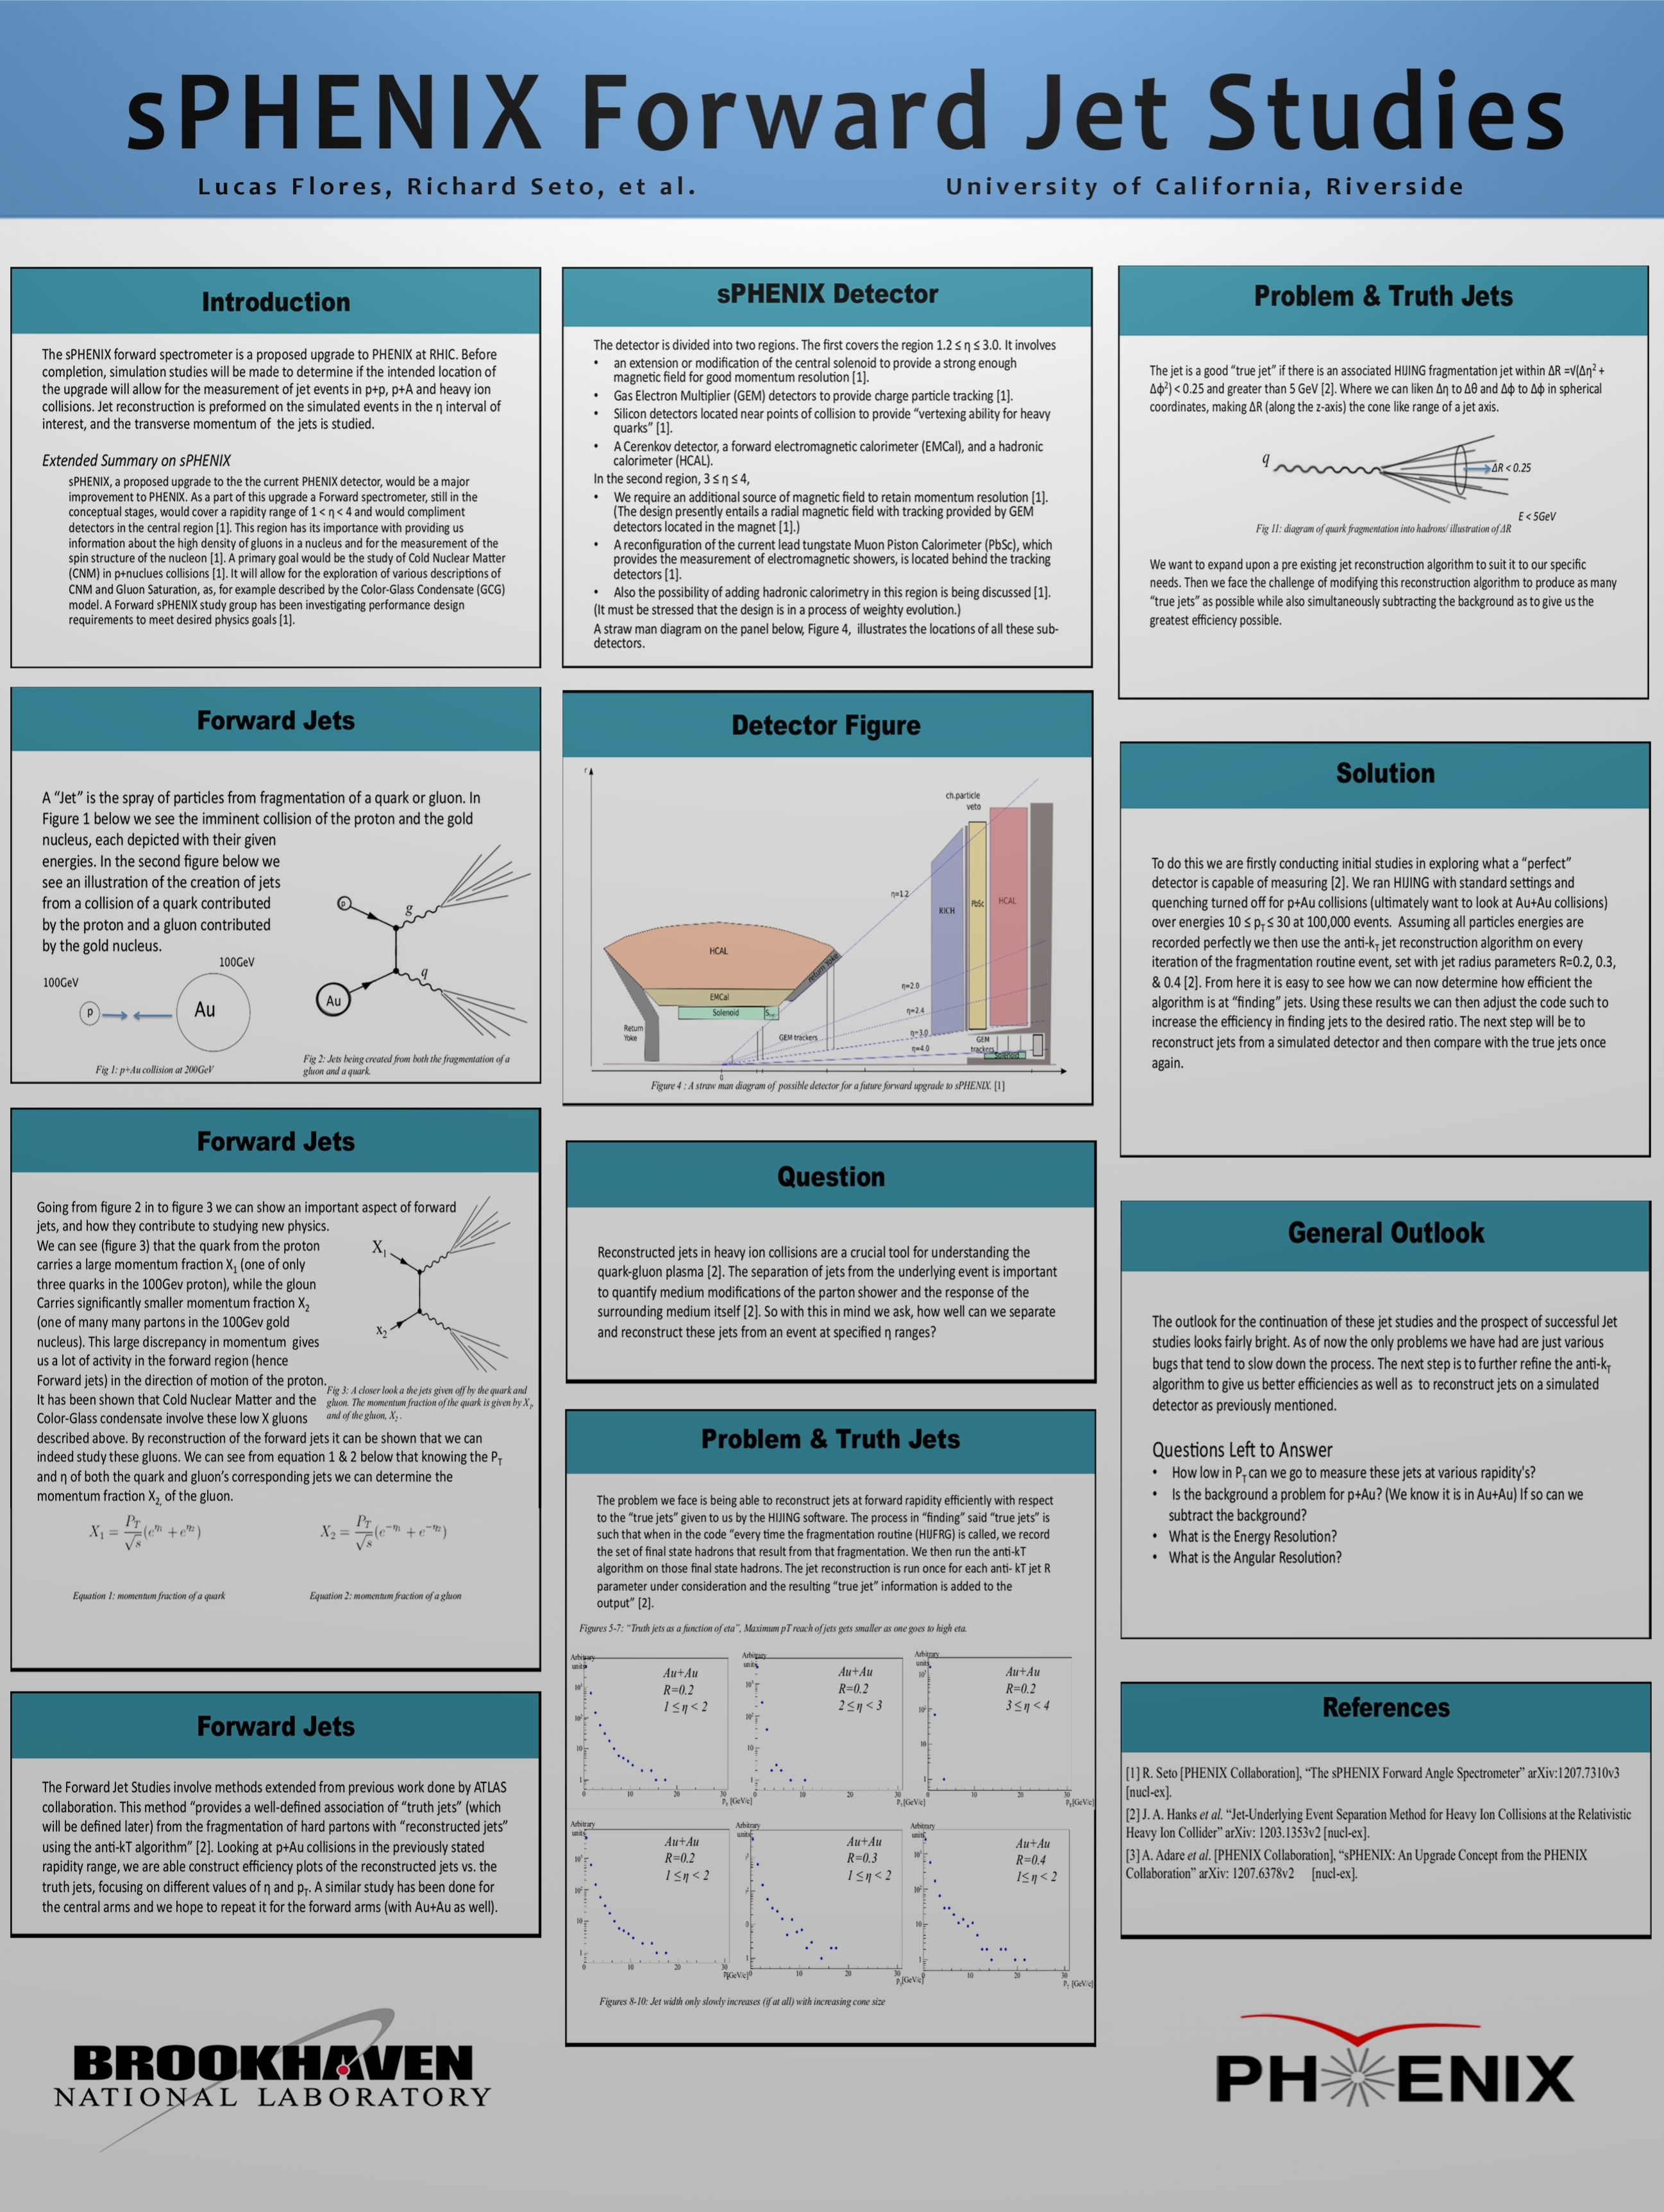 sPHENIX Forward Jet Studies
Lucas Flores, Richard Seto, et al.
University of California, Riverside
Introduction
The sPHENIX forward spectrometer is a proposed upgrade to PHENIX at RHIC. Before
completion, simulation studies will be made to determine if the intended location of
the upgrade will allow for the measurement of jet events in p+p, p+A and heavy ion
collisions. Jet reconstruction is preformed on the simulated events in the η interval of
interest, and the transverse momentum of the jets is studied.
Extended Summary on sPHENIX
sPHENIX, a proposed upgrade to the the current PHENIX detector, would be a major
improvement to PHENIX. As a part of this upgrade a Forward spectrometer, still in the
conceptual stages, would cover a rapidity range of 1 < η < 4 and would compliment
detectors in the central region [1]. This region has its importance with providing us
information about the high density of gluons in a nucleus and for the measurement of the
spin structure of the nucleon [1]. A primary goal would be the study of Cold Nuclear Matter
(CNM) in p+nuclues collisions [1]. It will allow for the exploration of various descriptions of
CNM and Gluon Saturation, as, for example described by the Color-Glass Condensate (GCG)
model. A Forward sPHENIX study group has been investigating performance design
requirements to meet desired physics goals [1].
Forward Jets
A “Jet” is the spray of particles from fragmentation of a quark or gluon. In
Figure 1 below we see the imminent collision of the proton and the gold
nucleus, each depicted with their given
energies. In the second figure below we
see an illustration of the creation of jets
from a collision of a quark contributed
by the proton and a gluon contributed
by the gold nucleus.
100GeV
100GeV
p
Au
Fig 1: p+Au collision at 200GeV
p
g
Au
q
Fig 2: Jets being created from both the fragmentation of a
gluon and a quark.
Forward Jets
Going from figure 2 in to figure 3 we can show an important aspect of forward
jets, and how they contribute to studying new physics.
We can see (figure 3) that the quark from the proton
carries a large momentum fraction X1 (one of only
three quarks in the 100Gev proton), while the gloun
Carries significantly smaller momentum fraction X2
(one of many many partons in the 100Gev gold
nucleus). This large discrepancy in momentum gives
us a lot of activity in the forward region (hence
Forward jets) in the direction of motion of the proton.
It has been shown that Cold Nuclear Matter and the
Color-Glass condensate involve these low X gluons
described above. By reconstruction of the forward jets it can be shown that we can
indeed study these gluons. We can see from equation 1 & 2 below that knowing the PT
and η of both the quark and gluon’s corresponding jets we can determine the
momentum fraction X2, of the gluon.
X1
x2
Fig 3: A closer look a the jets given off by the quark and
gluon. The momentum fraction of the quark is given by X1,
and of the gluon, X2 .
X1 = PT/√s (e^η1 + e^η2)
X2 = PT/√s (e^−η1 + e^−η2)
Equation 1: momentum fraction of a quark
Equation 2: momentum fraction of a gluon
Forward Jets
The Forward Jet Studies involve methods extended from previous work done by ATLAS
collaboration. This method “provides a well-defined association of “truth jets” (which
will be defined later) from the fragmentation of hard partons with “reconstructed jets”
using the anti-kT algorithm” [2]. Looking at p+Au collisions in the previously stated
rapidity range, we are able construct efficiency plots of the reconstructed jets vs. the
truth jets, focusing on different values of η and pT. A similar study has been done for
the central arms and we hope to repeat it for the forward arms (with Au+Au as well).
BROOKHAVEN
NATIONAL LABORATORY
sPHENIX Detector
The detector is divided into two regions. The first covers the region 1.2 ≤ η ≤ 3.0. It involves
• an extension or modification of the central solenoid to provide a strong enough
magnetic field for good momentum resolution [1].
• Gas Electron Multiplier (GEM) detectors to provide charge particle tracking [1].
• Silicon detectors located near points of collision to provide “vertexing ability for heavy
quarks” [1].
• A Cerenkov detector, a forward electromagnetic calorimeter (EMCal), and a hadronic
calorimeter (HCAL).
In the second region, 3 ≤ η ≤ 4,
• We require an additional source of magnetic field to retain momentum resolution [1].
(The design presently entails a radial magnetic field with tracking provided by GEM
detectors located in the magnet [1].)
• A reconfiguration of the current lead tungstate Muon Piston Calorimeter (PbSc), which
provides the measurement of electromagnetic showers, is located behind the tracking
detectors [1].
• Also the possibility of adding hadronic calorimetry in this region is being discussed [1].
(It must be stressed that the design is in a process of weighty evolution.)
A straw man diagram on the panel below, Figure 4, illustrates the locations of all these sub-
detectors.
Detector Figure
r
ch.particle
veto
η=1.2
RICH
PbSc
HCAL
HCAL
return Yoke
EMCal
Solenoid
η=2.0
η=2.4
η=3.0
η=4.0
Return
Yoke
GEM trackers
GEM
trackers
Solenoid
0
Figure 4 : A straw man diagram of possible detector for a future forward upgrade to sPHENIX. [1]
Question
Reconstructed jets in heavy ion collisions are a crucial tool for understanding the
quark-gluon plasma [2]. The separation of jets from the underlying event is important
to quantify medium modifications of the parton shower and the response of the
surrounding medium itself [2]. So with this in mind we ask, how well can we separate
and reconstruct these jets from an event at specified η ranges?
Problem & Truth Jets
The problem we face is being able to reconstruct jets at forward rapidity efficiently with respect
to the “true jets” given to us by the HIJING software. The process in “finding” said “true jets” is
such that when in the code “every time the fragmentation routine (HIJFRG) is called, we record
the set of final state hadrons that result from that fragmentation. We then run the anti-kT
algorithm on those final state hadrons. The jet reconstruction is run once for each anti- kT jet R
parameter under consideration and the resulting “true jet” information is added to the
output” [2].
Figures 5-7: “Truth jets as a function of eta”, Maximum pT reach of jets gets smaller as one goes to high eta.
Arbitrary units
Au+Au
R=0.2
1 ≤ η < 2
10³
10²
10
1
0 10 20 30
pT [GeV/c]
Arbitrary units
Au+Au
R=0.2
2 ≤ η < 3
10³
10²
10
1
0 10 20 30
pT [GeV/c]
Arbitrary units
Au+Au
R=0.2
3 ≤ η < 4
10³
10²
10
1
0 10 20 30
pT [GeV/c]
Arbitrary units
Au+Au
R=0.2
1 ≤ η < 2
10³
10²
10
1
0 10 20 30
pT [GeV/c]
Arbitrary units
Au+Au
R=0.3
1 ≤ η < 2
1
0 10 20 30
pT [GeV/c]
Arbitrary units
Au+Au
R=0.4
1 ≤ η < 2
10³
10²
10
1
0 10 20 30
pT [GeV/c]
Figures 8-10: Jet width only slowly increases (if at all) with increasing cone size
Problem & Truth Jets
The jet is a good “true jet” if there is an associated HIJING fragmentation jet within ΔR =√(Δη² +
Δφ²) < 0.25 and greater than 5 GeV [2]. Where we can liken Δη to Δθ and Δφ to Δφ in spherical
coordinates, making ΔR (along the z-axis) the cone like range of a jet axis.
q
ΔR < 0.25
E < 5GeV
Fig 11: diagram of quark fragmentation into hadrons/ illustration of ΔR
We want to expand upon a pre existing jet reconstruction algorithm to suit it to our specific
needs. Then we face the challenge of modifying this reconstruction algorithm to produce as many
“true jets” as possible while also simultaneously subtracting the background as to give us the
greatest efficiency possible.
Solution
To do this we are firstly conducting initial studies in exploring what a “perfect”
detector is capable of measuring [2]. We ran HIJING with standard settings and
quenching turned off for p+Au collisions (ultimately want to look at Au+Au collisions)
over energies 10 ≤ pT ≤ 30 at 100,000 events. Assuming all particles energies are
recorded perfectly we then use the anti-kT jet reconstruction algorithm on every
iteration of the fragmentation routine event, set with jet radius parameters R=0.2, 0.3,
& 0.4 [2]. From here it is easy to see how we can now determine how efficient the
algorithm is at “finding” jets. Using these results we can then adjust the code such to
increase the efficiency in finding jets to the desired ratio. The next step will be to
reconstruct jets from a simulated detector and then compare with the true jets once
again.
General Outlook
The outlook for the continuation of these jet studies and the prospect of successful Jet
studies looks fairly bright. As of now the only problems we have had are just various
bugs that tend to slow down the process. The next step is to further refine the anti-kT
algorithm to give us better efficiencies as well as to reconstruct jets on a simulated
detector as previously mentioned.
Questions Left to Answer
• How low in PT can we go to measure these jets at various rapidity's?
• Is the background a problem for p+Au? (We know it is in Au+Au) If so can we
subtract the background?
• What is the Energy Resolution?
• What is the Angular Resolution?
References
[1] R. Seto [PHENIX Collaboration], “The sPHENIX Forward Angle Spectrometer” arXiv:1207.7310v3
[nucl-ex].
[2] J. A. Hanks et al. “Jet-Underlying Event Separation Method for Heavy Ion Collisions at the Relativistic
Heavy Ion Collider” arXiv: 1203.1353v2 [nucl-ex].
[3] A. Adare et al. [PHENIX Collaboration], “sPHENIX: An Upgrade Concept from the PHENIX
Collaboration” arXiv: 1207.6378v2 [nucl-ex].
PHENIX